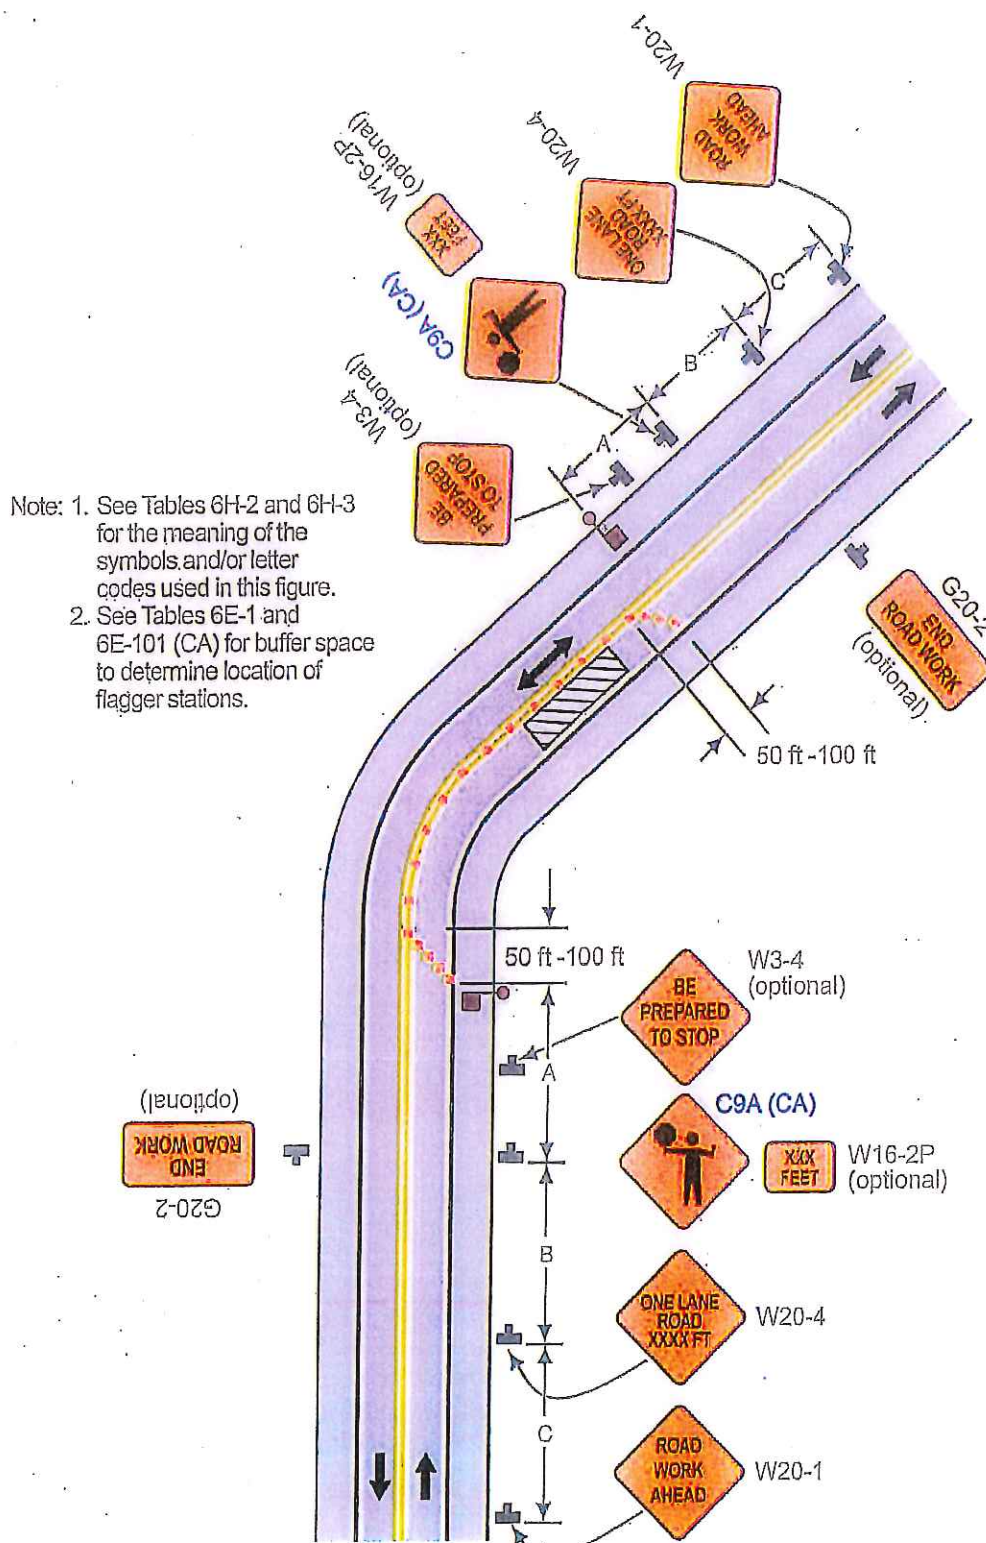 W20-1
ROAD
WORK
AHEAD
W20-4
ONE LANE
ROAD
XXXX FT
W16-2P
(optional)
XXX
FEET
C9A (CA)
W3-4
(optional)
BE
PREPARED
TO STOP
C
B
A
Note: 1. See Tables 6H-2 and 6H-3
for the meaning of the
symbols and/or letter
codes used in this figure.
2. See Tables 6E-1 and
6E-101 (CA) for buffer space
to determine location of
flagger stations.
G20-2
END
ROAD WORK
(optional)
50 ft -100 ft
50 ft -100 ft
W3-4
(optional)
BE
PREPARED
TO STOP
A
C9A (CA)
XXX
FEET
W16-2P
(optional)
(optional)
END
ROAD WORK
G20-2
B
ONE LANE
ROAD
XXXX FT
W20-4
C
ROAD
WORK
AHEAD
W20-1